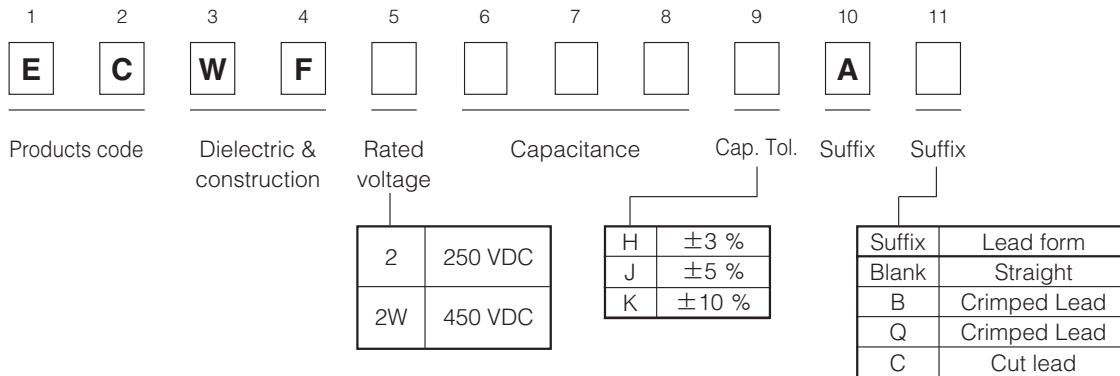 1 2 3 4 5 6 7 8 9 10 11
E C W F A
Products code Dielectric & Rated Capacitance Cap. Tol. Suffix Suffix
construction voltage
2 250 VDC
2W 450 VDC
H ±3 %
J ±5 %
K ±10 %
Suffix Lead form
Blank Straight
B Crimped Lead
Q Crimped Lead
C Cut lead